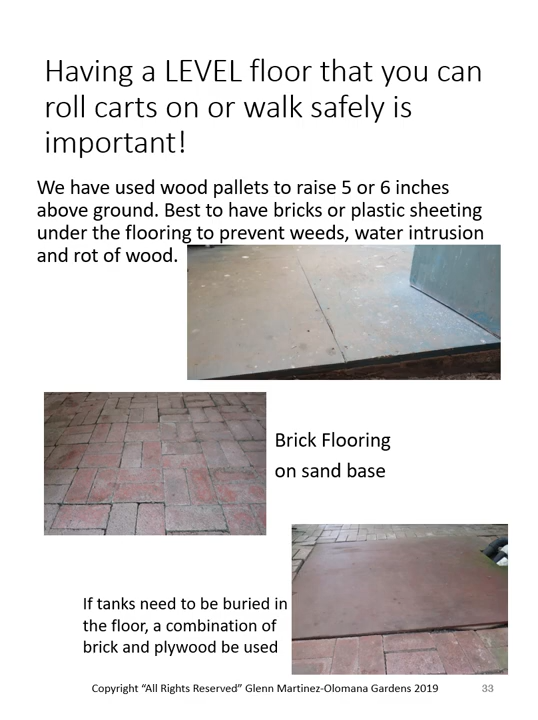 Having a LEVEL floor that you can
roll carts on or walk safely is
important!
We have used wood pallets to raise 5 or 6 inches
above ground. Best to have bricks or plastic sheeting
under the flooring to prevent weeds, water intrusion
and rot of wood.
Brick Flooring
on sand base
If tanks need to be buried in
the floor, a combination of
brick and plywood be used
Copyright “All Rights Reserved” Glenn Martinez-Olomana Gardens 2019
33